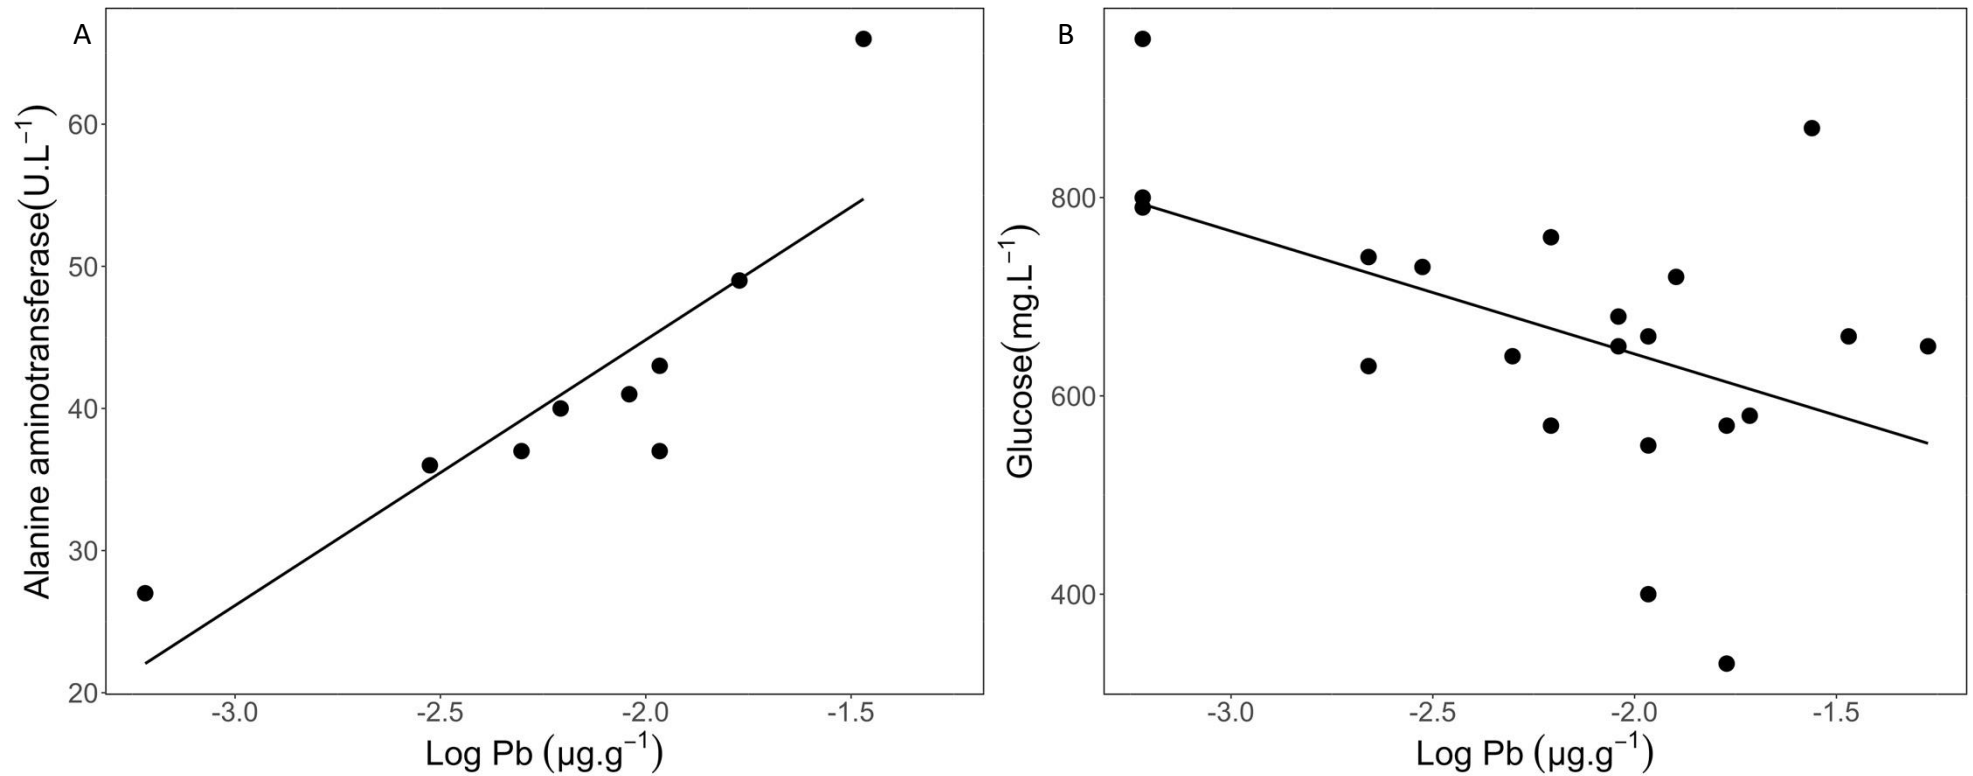 A
Alanine aminotransferase(U.L⁻¹)
60
50
40
30
20
-3.0 -2.5 -2.0 -1.5
Log Pb (µg.g⁻¹)
B
Glucose(mg.L⁻¹)
800
600
400
-3.0 -2.5 -2.0 -1.5
Log Pb (µg.g⁻¹)